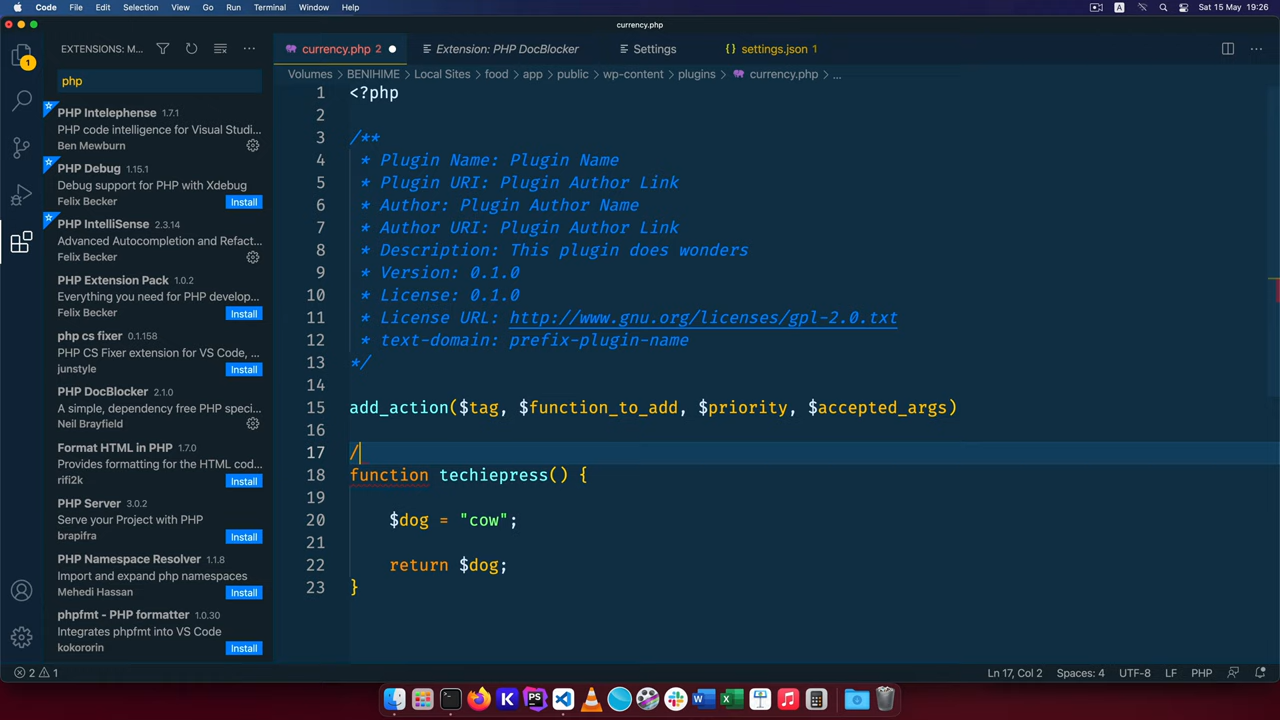 Code File Edit Selection View Go Run Terminal Window Help A Sat 15 May 19:26
currency.php
EXTENSIONS: M...
currency.php 2 Extension: PHP DocBlocker Settings {} settings.json 1
php
Volumes > BENIHIME > Local Sites > food > app > public > wp-content > plugins > currency.php > ...
1
PHP Intelephense 1.7.1
PHP code intelephense for Visual Studi...
Ben Mewburn
PHP Debug 1.15.1
Debug support for PHP with Xdebug
Felix Becker Install
PHP IntelliSense 2.3.14
Advanced Autocompletion and Refact...
Felix Becker
PHP Extension Pack 1.0.2
Everything you need for PHP develop...
Felix Becker Install
php cs fixer 0.1.158
PHP CS Fixer extension for VS Code, ...
junstyle Install
PHP DocBlocker 2.1.0
A simple, dependency free PHP speci...
Neil Brayfield
Format HTML in PHP 1.7.0
Provides formatting for the HTML cod...
rifi2k Install
PHP Server 3.0.2
Serve your Project with PHP
brapifra Install
PHP Namespace Resolver 1.1.8
Import and expand php namespaces
Mehedi Hassan Install
phpfmt - PHP formatter 1.0.30
Integrates phpfmt into VS Code
kokororin Install
1 <?php
2
3 /**
4 * Plugin Name: Plugin Name
5 * Plugin URI: Plugin Author Link
6 * Author: Plugin Author Name
7 * Author URI: Plugin Author Link
8 * Description: This plugin does wonders
9 * Version: 0.1.0
10 * License: 0.1.0
11 * License URL: http://www.gnu.org/licenses/gpl-2.0.txt
12 * text-domain: prefix-plugin-name
13 */
14
15 add_action($tag, $function_to_add, $priority, $accepted_args)
16
17 /
18 function techiepress() {
19
20 $dog = "cow";
21
22 return $dog;
23 }
2 1 Ln 17, Col 2 Spaces: 4 UTF-8 LF PHP
K PS W X